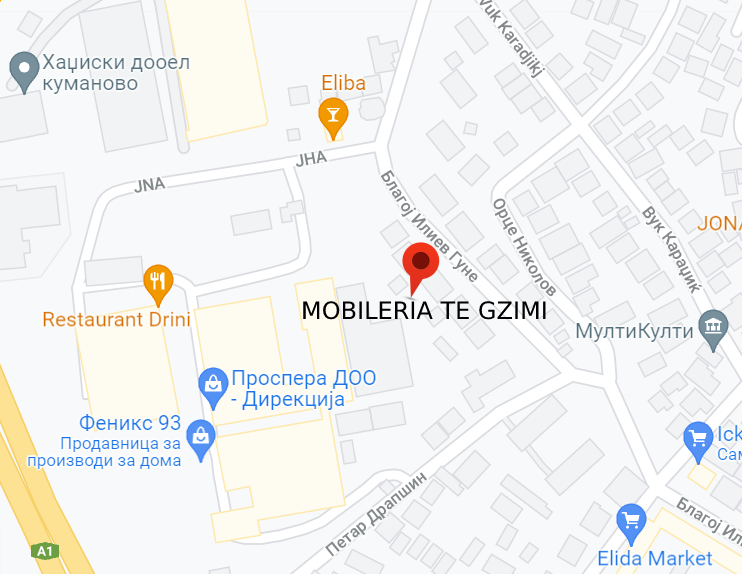 Vuk Karadjikj
Хаџиски дооел
куманово
Eliba
ЈНА
JNA
Благој Илиев Гуне
Орце Николов
Вук Караџиќ
JONA
MOBILERIA TE GZIMI
Restaurant Drini
МултиКулти
Проспера ДОО
- Дирекција
Феникс 93
Продавница за
производи за дома
Ick
Сам
Петар Драпшин
A1
Благој Ил
Elida Market